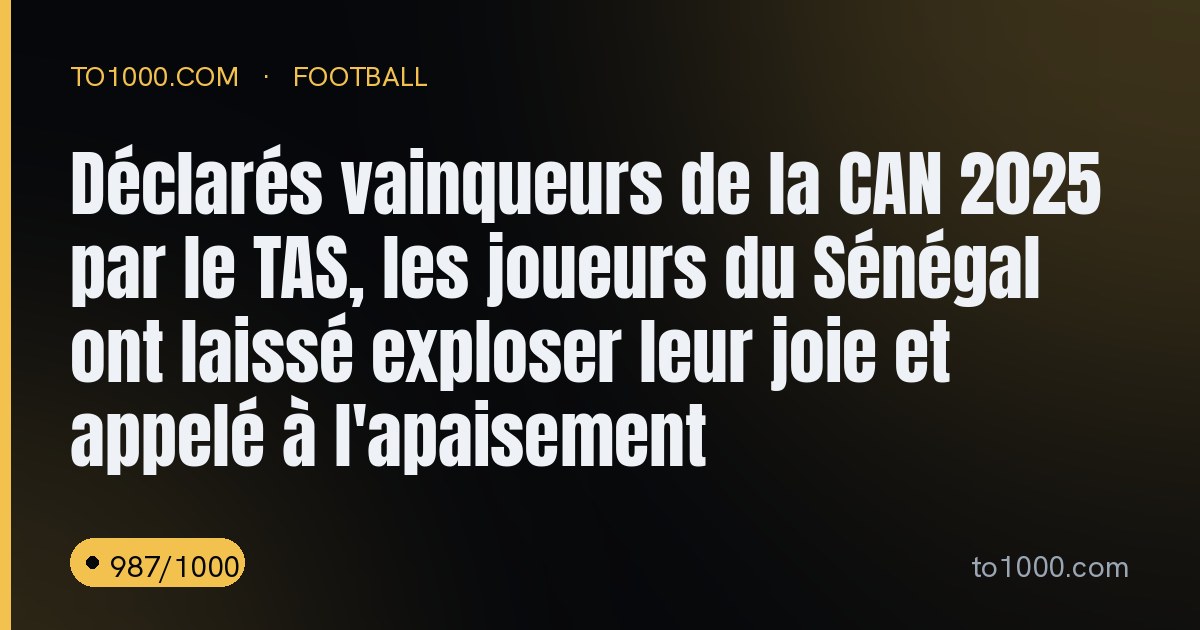 TO1000.COM · FOOTBALL
Déclarés vainqueurs de la CAN 2025
par le TAS, les joueurs du Sénégal
ont laissé exploser leur joie et
appelé à l'apaisement
987/1000
to1000.com